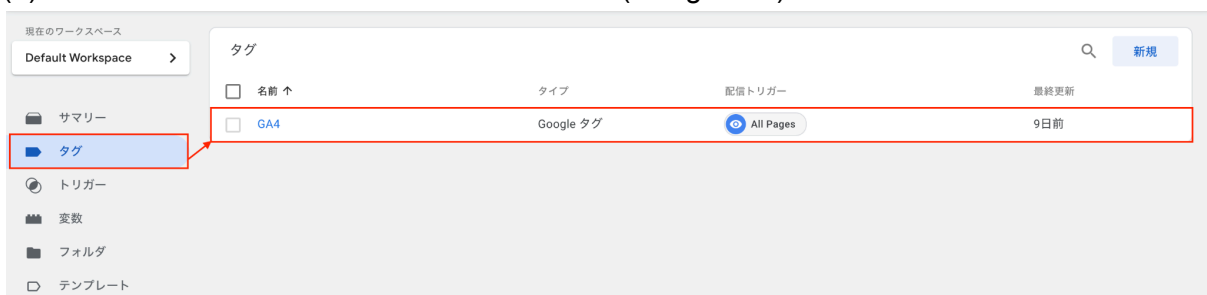 現在のワークスペース
Default Workspace
タグ
新規
名前 ↑
タイプ
配信トリガー
最終更新
GA4
Google タグ
All Pages
9日前
サマリー
タグ
トリガー
変数
フォルダ
テンプレート